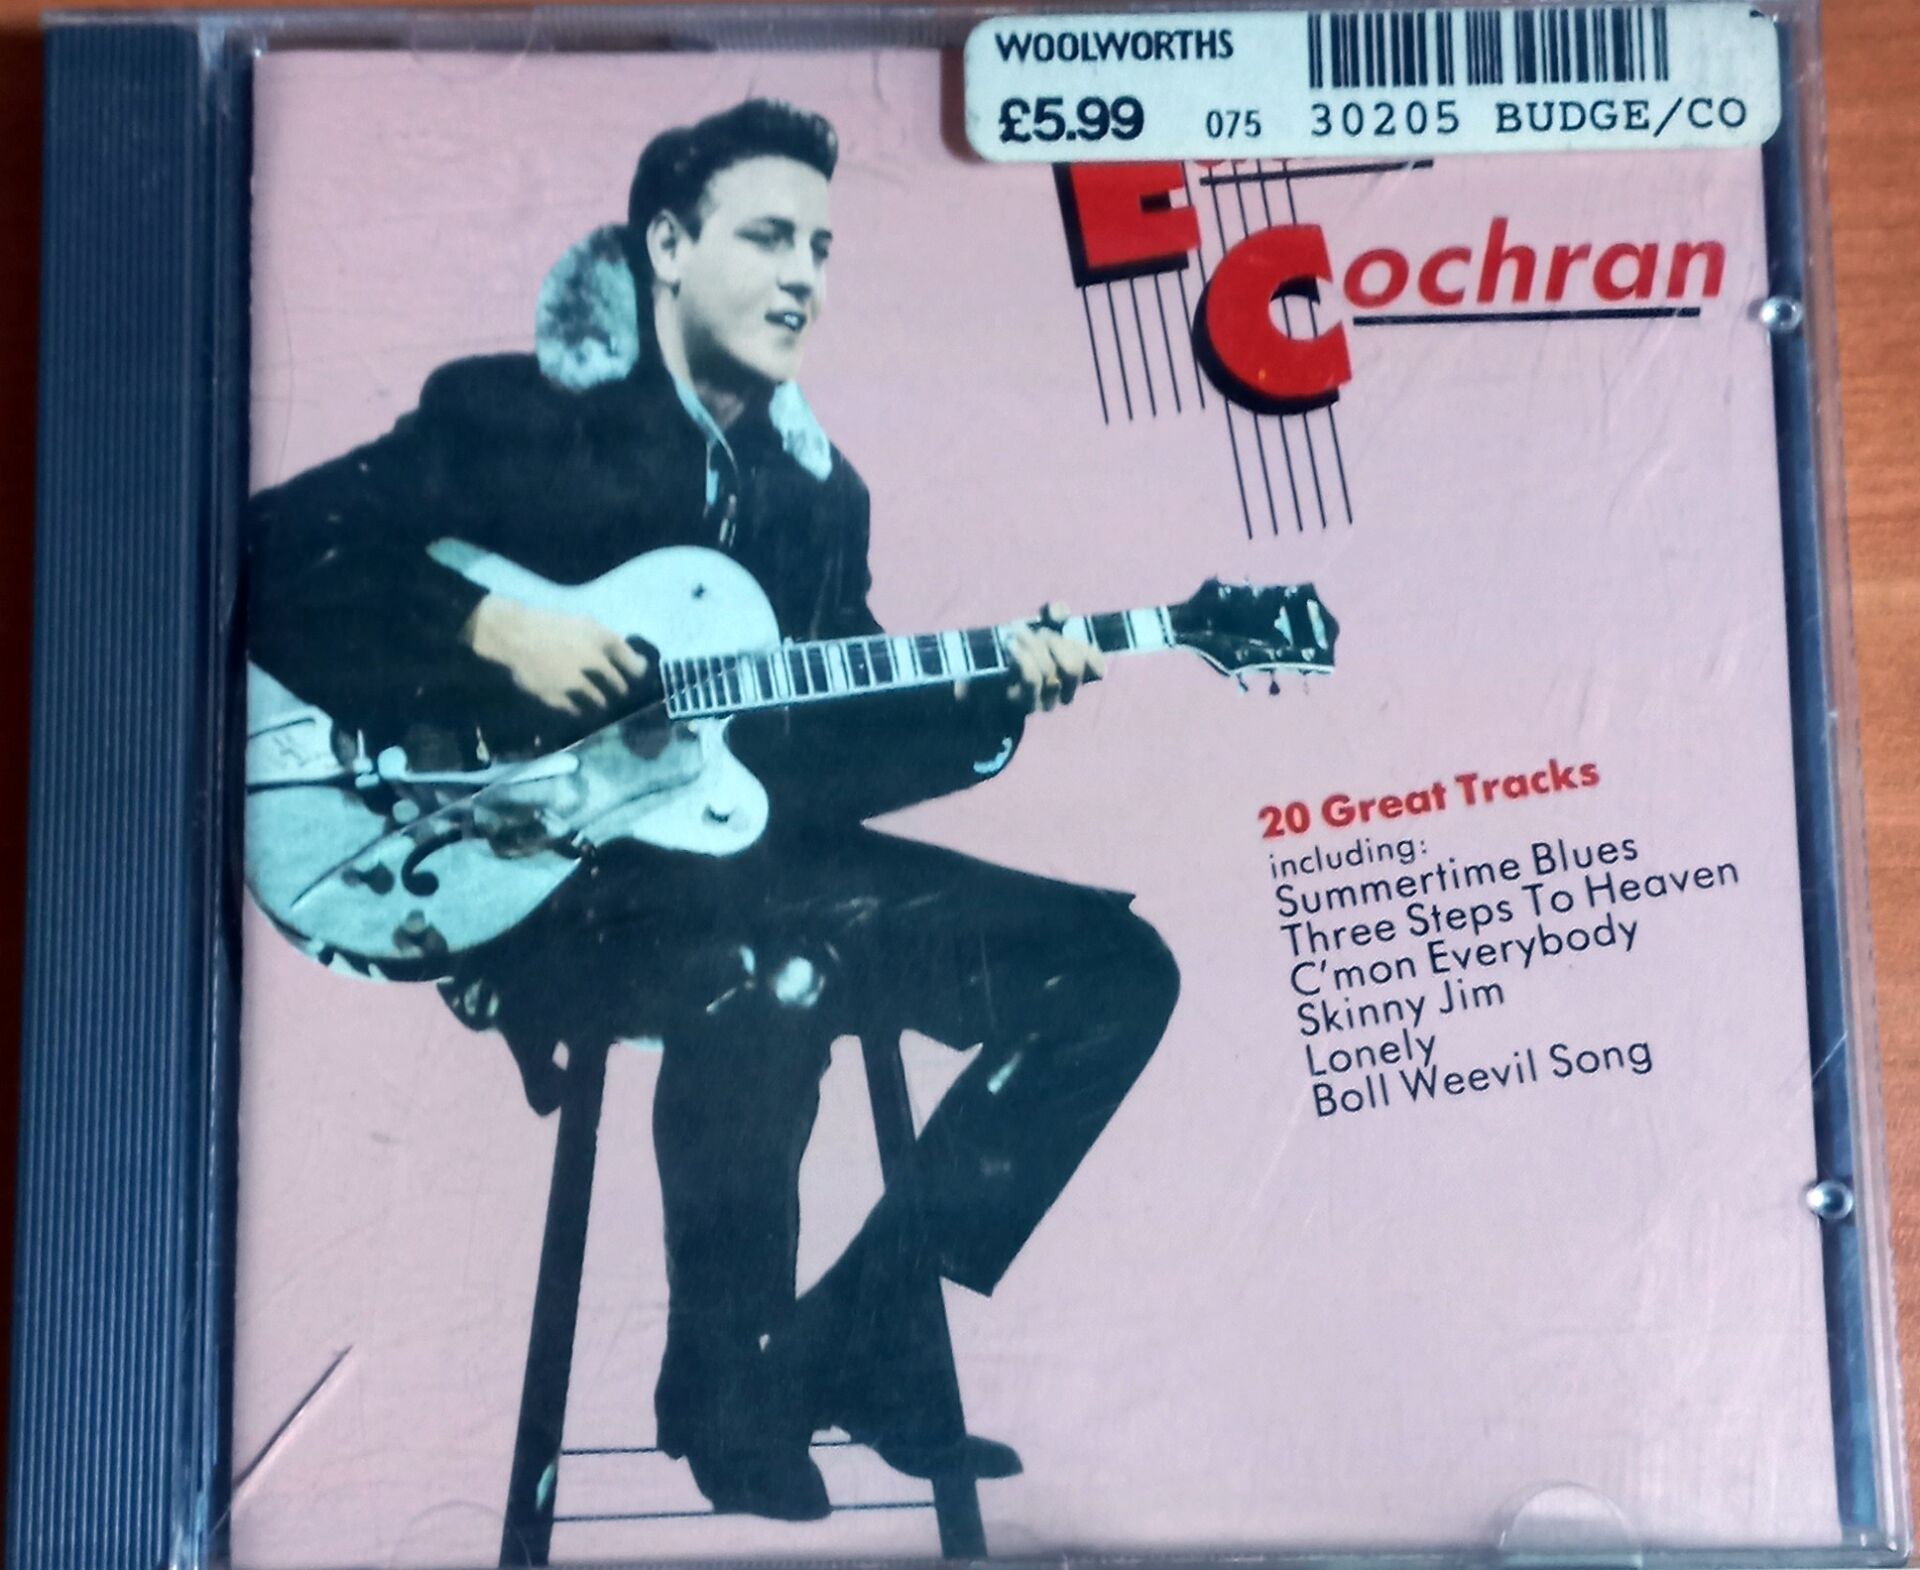 WOOLWORTHS
£5.99 075 30205 BUDGE/CO
Cochran
20 Great Tracks
including:
Summertime Blues
Three Steps To Heaven
C'mon Everybody
Skinny Jim
Lonely
Boll Weevil Song